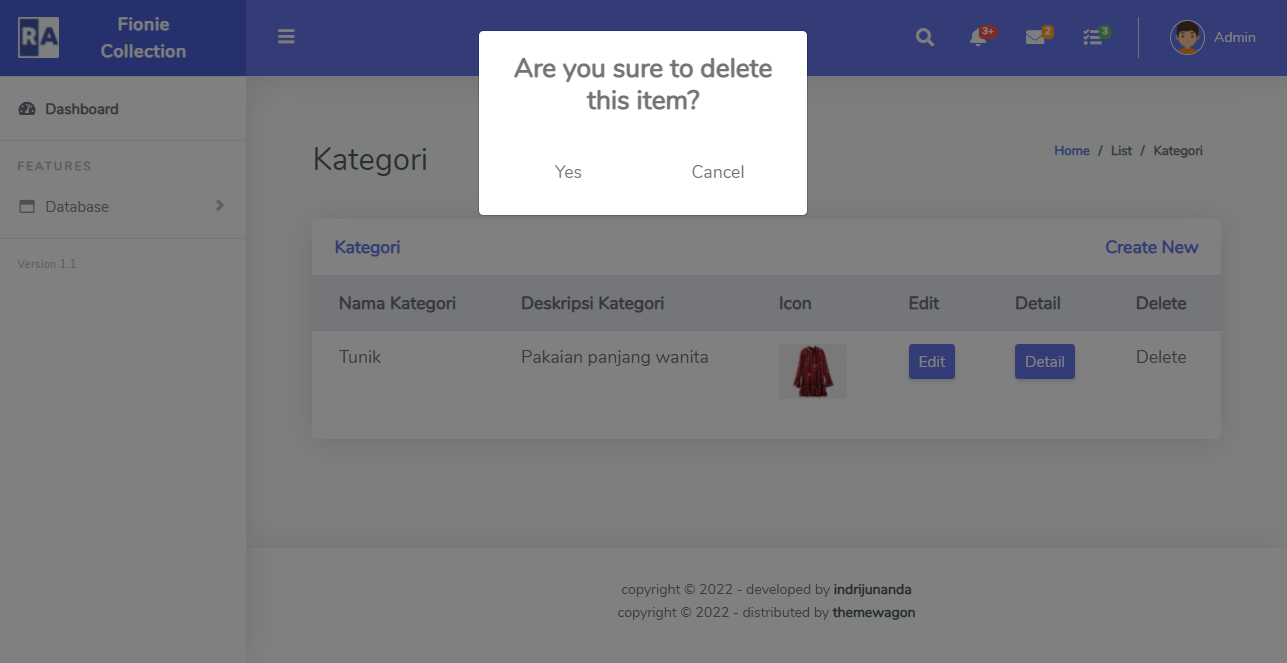 RA
Fionie
Collection
3+
2
3
Admin
Are you sure to delete
this item?
Yes
Cancel
Dashboard
FEATURES
Database
Version 1.1
Kategori
Home / List / Kategori
Kategori
Create New
Nama Kategori Deskripsi Kategori Icon Edit Detail Delete
Tunik Pakaian panjang wanita Edit Detail Delete
copyright © 2022 - developed by indrijunanda
copyright © 2022 - distributed by themewagon